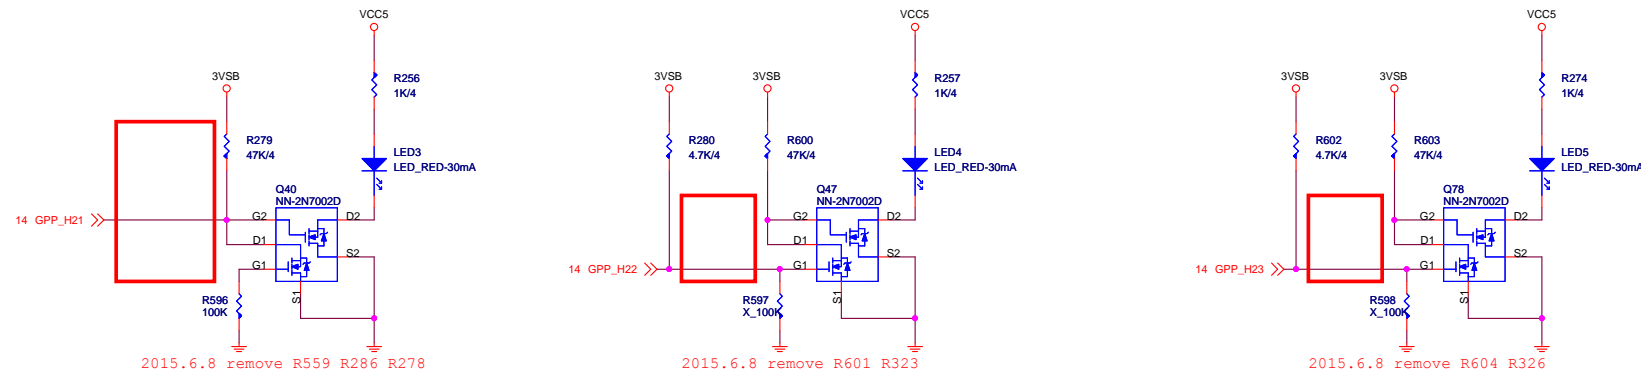 VCC5
R256
1K/4
3VSB
R279
47K/4
LED3
LED_RED-30mA
Q40
NN-2N7002D
14 GPP_H21
G2
D2
D1
S2
G1
S1
R596
100K
2015.6.8 remove R559 R286 R278
VCC5
R257
1K/4
3VSB
3VSB
R280
4.7K/4
R600
47K/4
LED4
LED_RED-30mA
Q47
NN-2N7002D
G2
D2
D1
S2
14 GPP_H22
G1
S1
R597
X_100K
2015.6.8 remove R601 R323
VCC5
R274
1K/4
3VSB
3VSB
R602
4.7K/4
R603
47K/4
LED5
LED_RED-30mA
Q78
NN-2N7002D
G2
D2
D1
S2
14 GPP_H23
G1
S1
R598
X_100K
2015.6.8 remove R604 R326